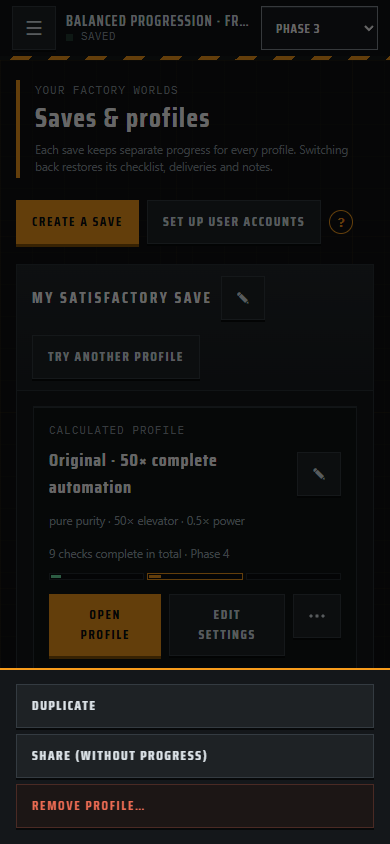 BALANCED PROGRESSION · FR...
SAVED
PHASE 3
YOUR FACTORY WORLDS
Saves & profiles
Each save keeps separate progress for every profile. Switching
back restores its checklist, deliveries and notes.
CREATE A SAVE
SET UP USER ACCOUNTS
?
MY SATISFACTORY SAVE
TRY ANOTHER PROFILE
CALCULATED PROFILE
Original · 50× complete
automation
pure purity · 50× elevator · 0.5× power
9 checks complete in total · Phase 4
OPEN
PROFILE
EDIT
SETTINGS
DUPLICATE
SHARE (WITHOUT PROGRESS)
REMOVE PROFILE...